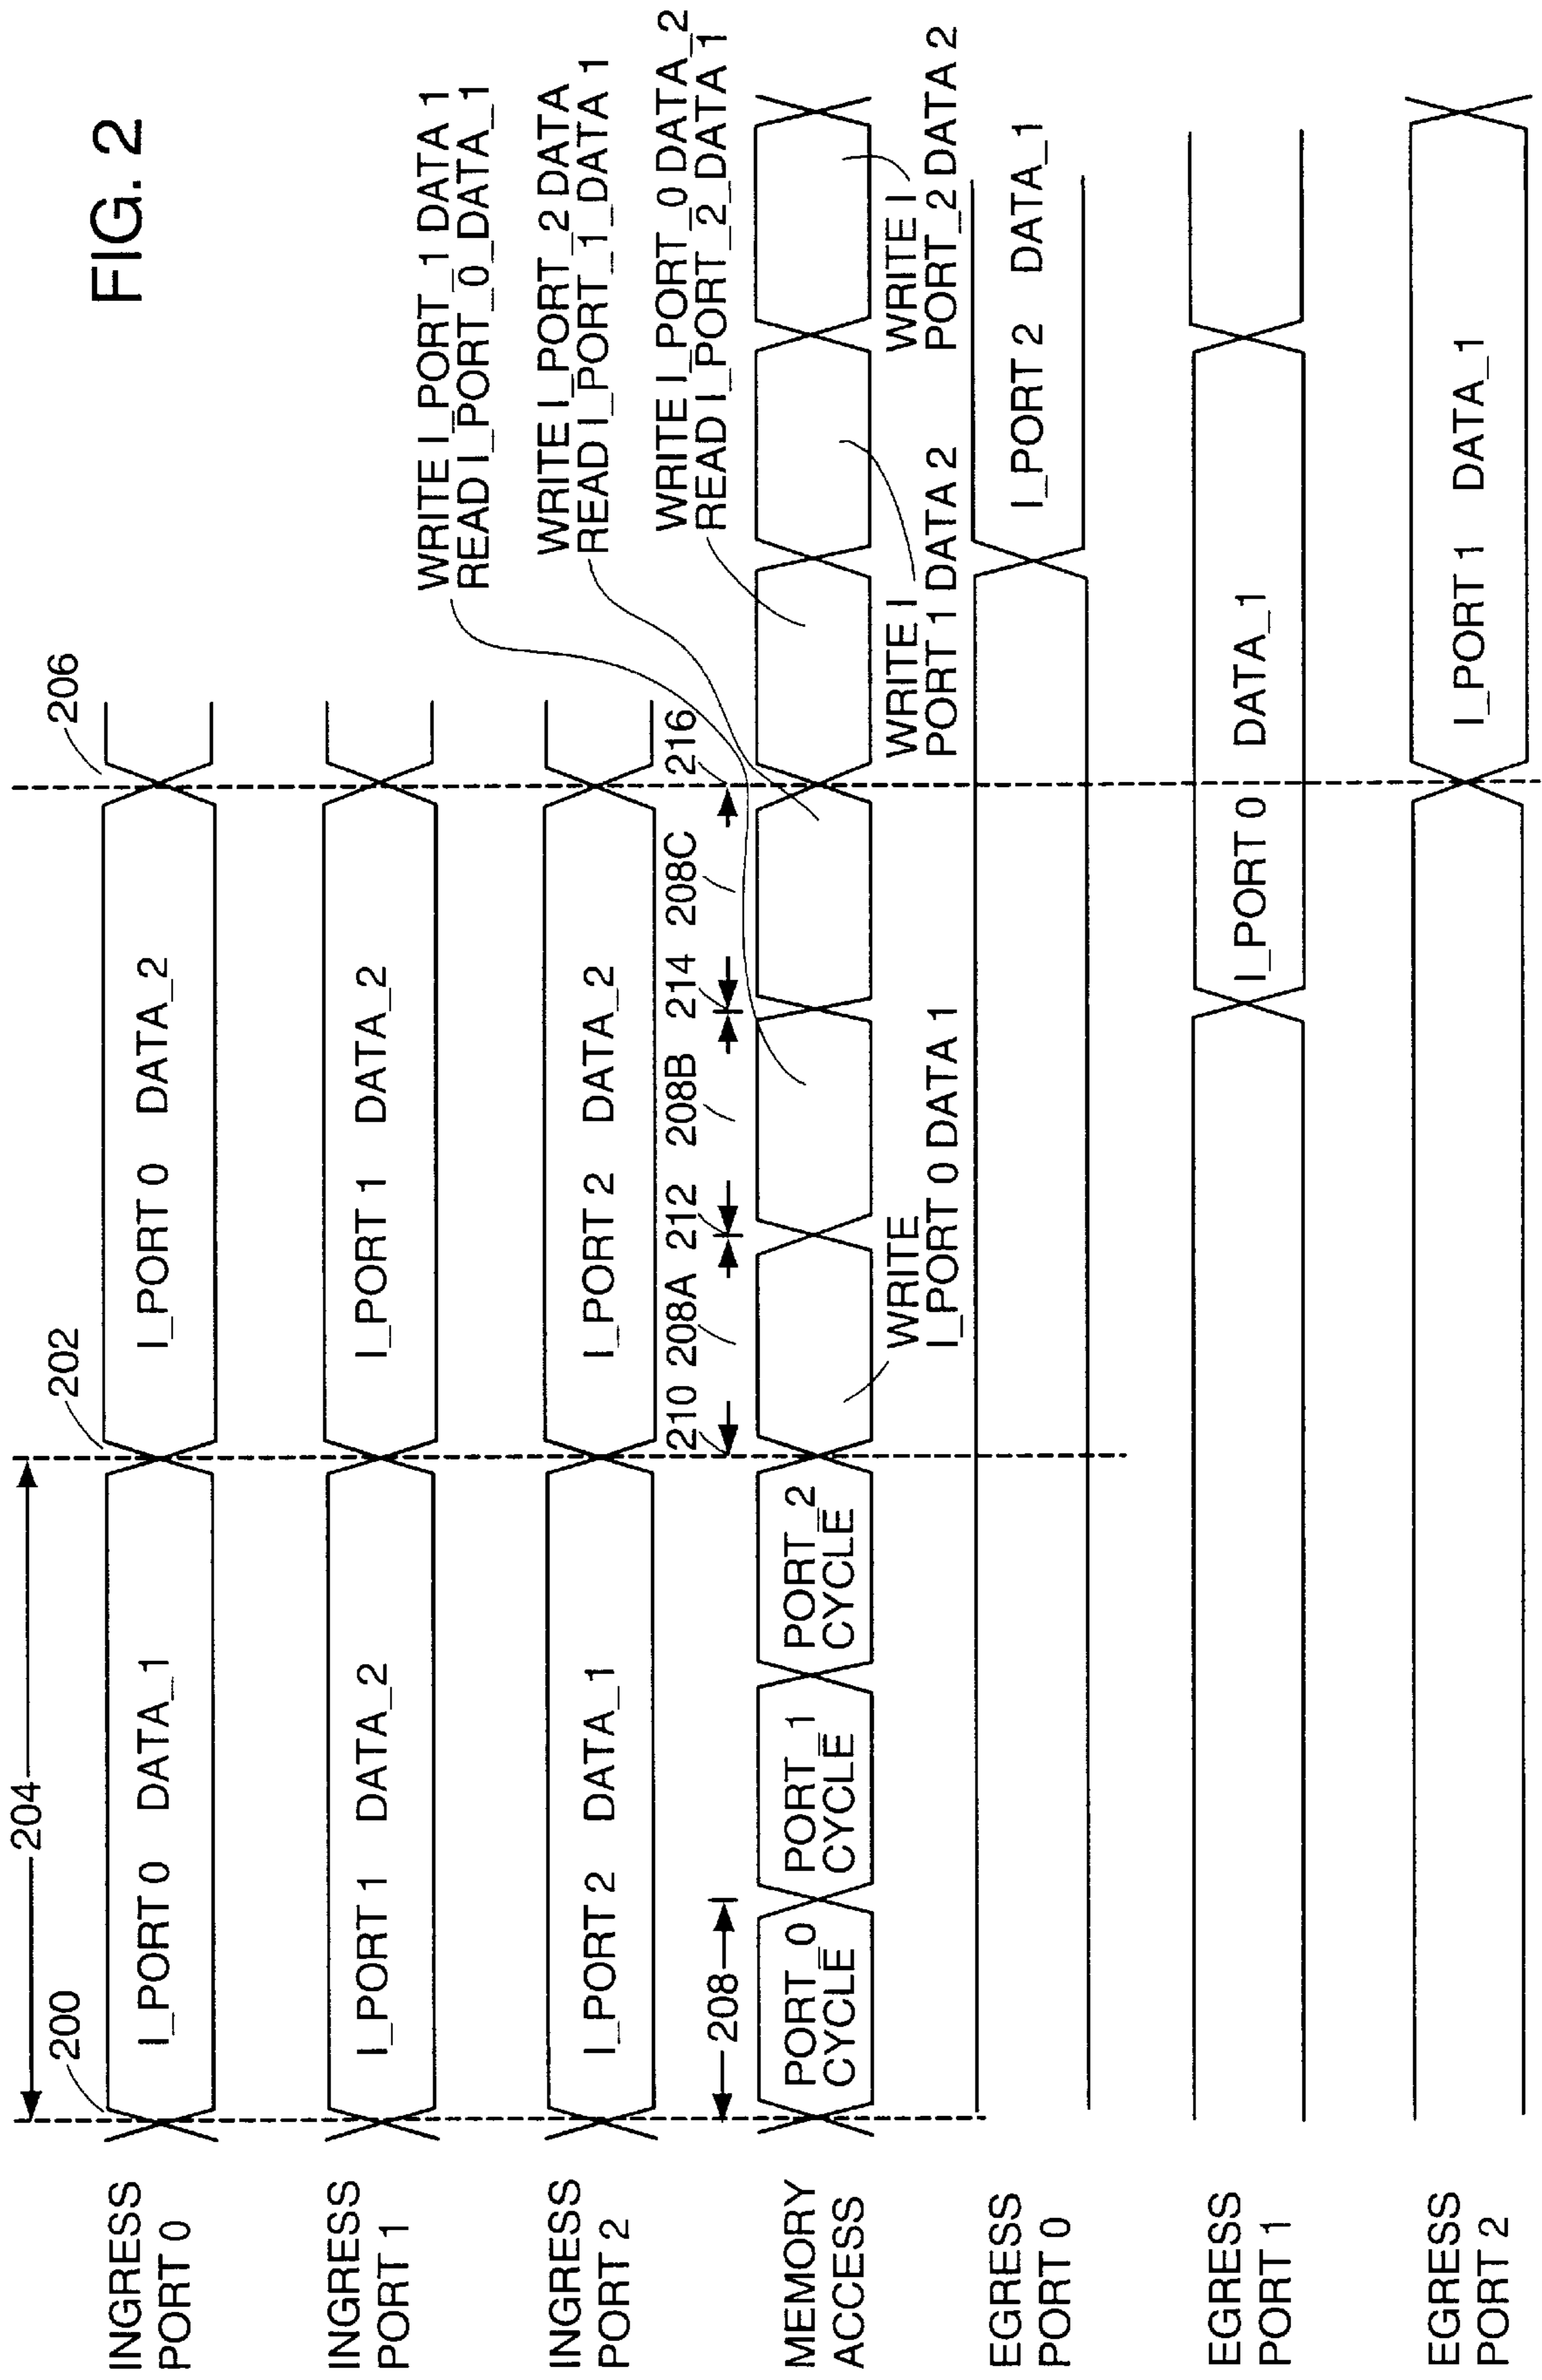 FIG. 2
204
200
202
206
INGRESS
PORT 0
I_PORT 0 DATA_1
I_PORT 0 DATA_2
INGRESS
PORT 1
I_PORT 1 DATA_2
I_PORT 1 DATA_2
INGRESS
PORT 2
I_PORT 2 DATA_1
I_PORT 2 DATA_2
WRITE I_PORT_1 DATA 1
READ I_PORT_0_DATA_1
WRITE I_PORT_2 DATA
READ I_PORT_1_DATA 1
WRITE I_PORT_0 DATA_2
READ I_PORT_2_DATA 1
208
210
208A
212
208B
214
208C
216
MEMORY
ACCESS
PORT_0
CYCLE
PORT_1
CYCLE
PORT_2
CYCLE
WRITE
I_PORT 0 DATA 1
WRITE I
PORT 1 DATA 2
WRITE I
PORT_2 DATA 2
EGRESS
PORT 0
I_PORT 2 DATA_1
EGRESS
PORT 1
I_PORT 0 DATA_1
EGRESS
PORT 2
I_PORT 1 DATA_1